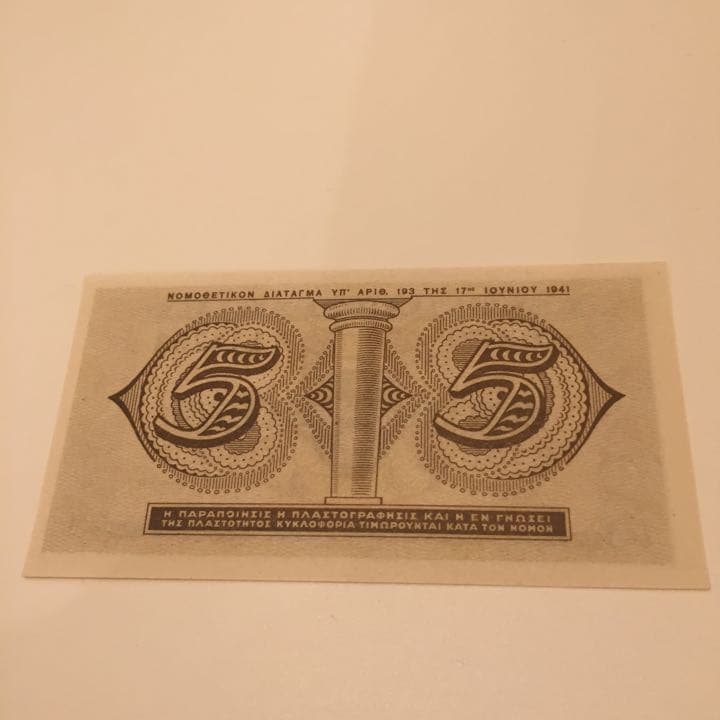 ΝΟΜΟΘΕΤΙΚΟΝ ΔΙΑΤΑΓΜΑ ΥΠ' ΑΡΙΘ. 193 ΤΗΣ 17ης ΙΟΥΝΙΟΥ 1941
5 5
Η ΠΑΡΑΠΟΙΗΣΙΣ Η ΠΛΑΣΤΟΓΡΑΦΗΣΙΣ ΚΑΙ Η ΕΝ ΓΝΩΣΕΙ
ΤΗΣ ΠΛΑΣΤΟΤΗΤΟΣ ΚΥΚΛΟΦΟΡΙΑ ΤΙΜΩΡΟΥΝΤΑΙ ΚΑΤΑ ΤΟΝ ΝΟΜΟΝ